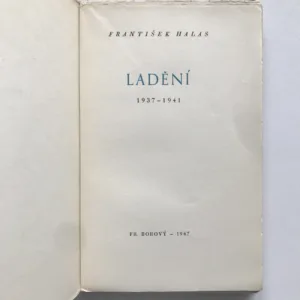 FRANTIŠEK HALAS
LADĚNÍ
1937–1941
FR. BOROVÝ – 1947